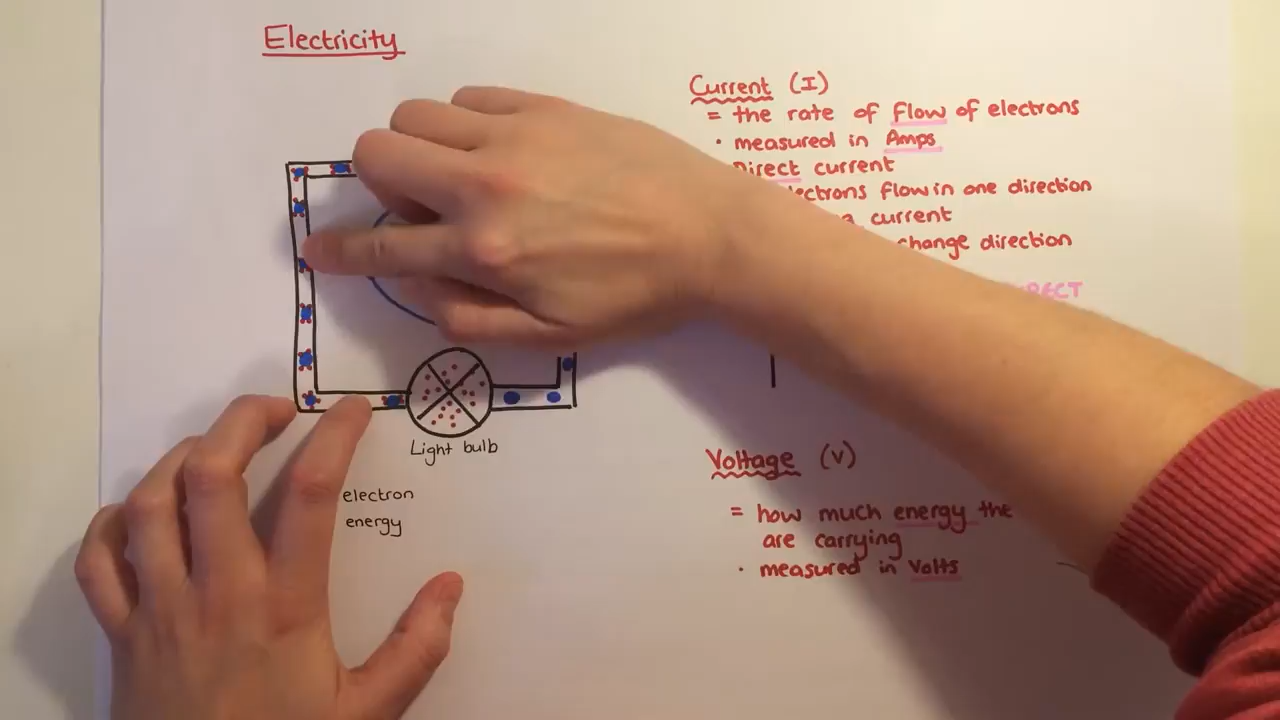 Electricity
Current (I)
= the rate of flow of electrons
• measured in Amps
Direct current
electrons flow in one direction
current
change direction
Light bulb
electron
energy
Voltage (V)
= how much energy the
are carrying
• measured in Volts